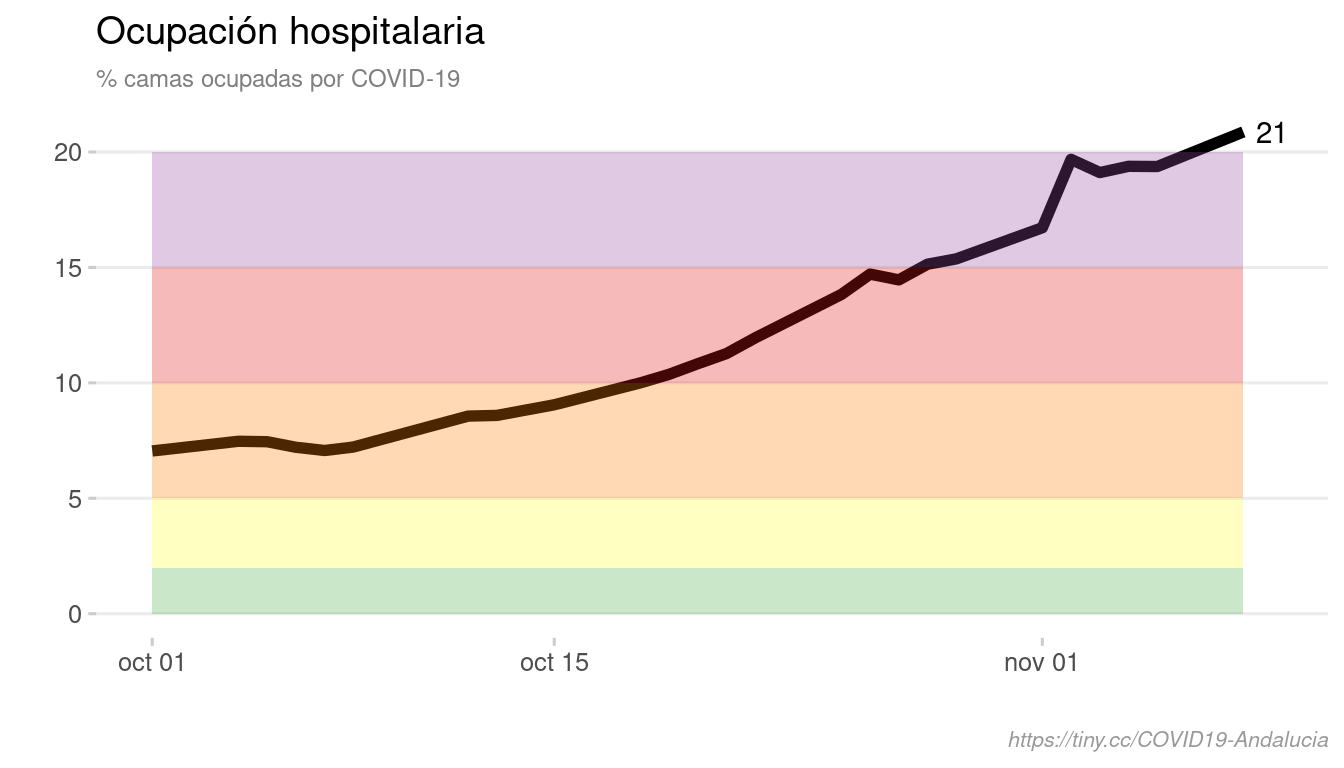 Ocupación hospitalaria
% camas ocupadas por COVID-19
21
20
15
10
5
0
oct 01 oct 15 nov 01
https://tiny.cc/COVID19-Andalucia